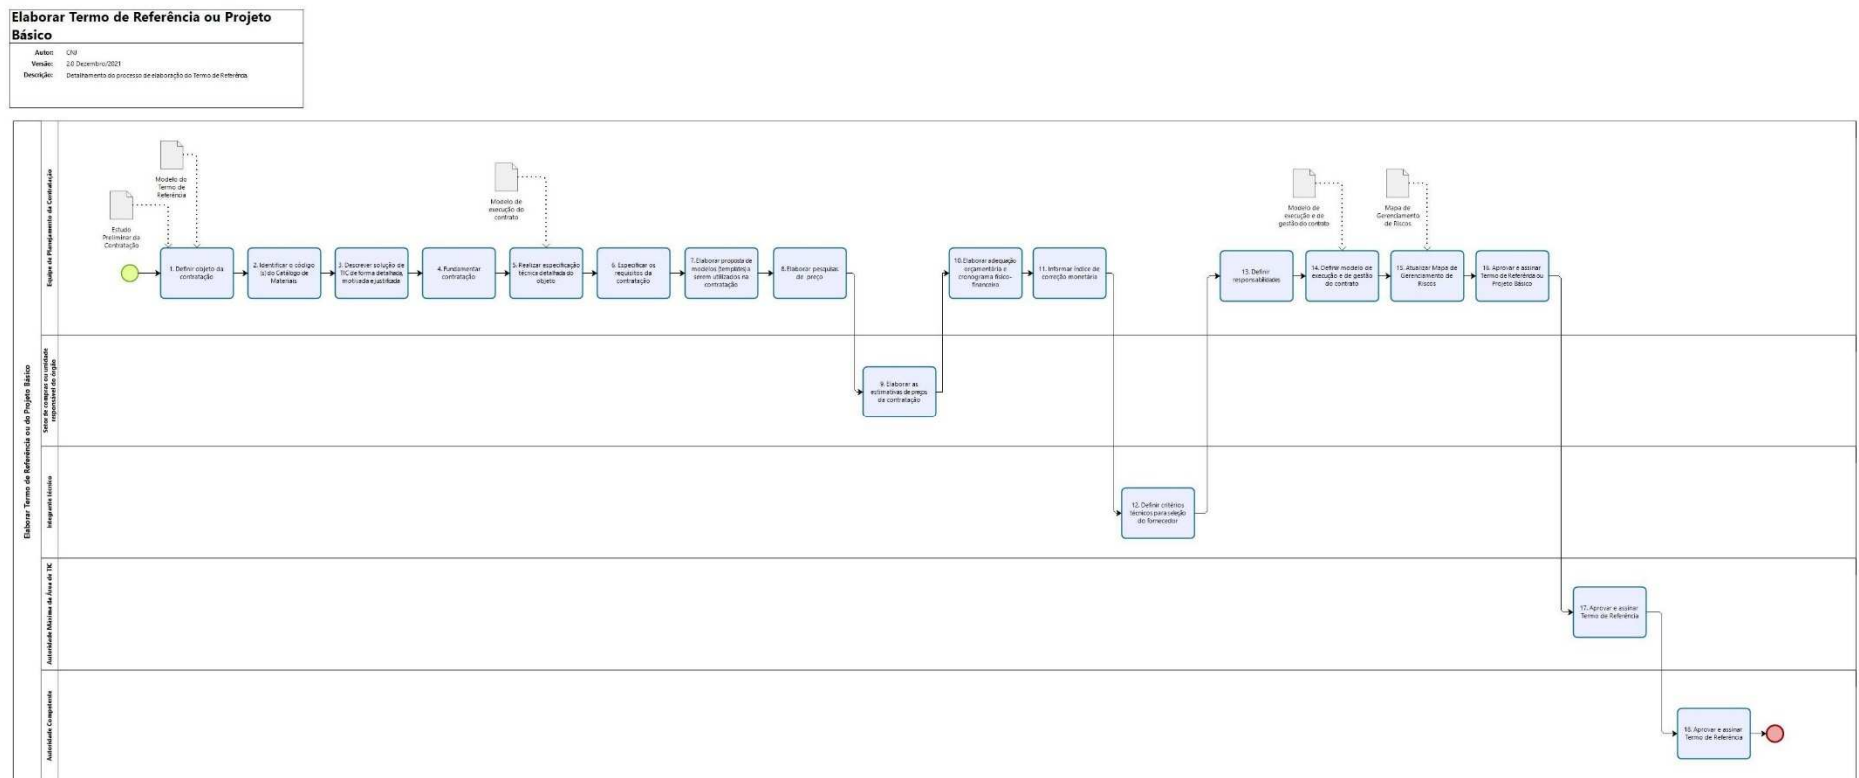 Elaborar Termo de Referência ou Projeto
Básico
Autor: CNJ
Versão: 2.0 Dezembro/2021
Descrição: Detalhamento do processo de elaboração do Termo de Referência
Elaborar Termo de Referência ou do Projeto Básico
Equipe de Planejamento da Contratação
Estudo
Preliminar da
Contratação
Modelo do
Termo de
Referência
Modelo de
execução do
contrato
Modelo de
execução e de
gestão do contrato
Mapa de
Gerenciamento
de Riscos
1. Definir objeto da
contratação
2. Identificar o código
(s) do Catálogo de
Materiais
3. Descrever solução de
TIC de forma detalhada,
motivada e justificada
4. Fundamentar
contratação
5. Realizar especificação
técnica detalhada do
objeto
6. Especificar os
requisitos da
contratação
7. Elaborar proposta de
modelos (templates) a
serem utilizados na
contratação
8. Elaborar pesquisas
de preço
10. Elaborar adequação
orçamentária e
cronograma físico-
financeiro
11. Informar índice de
correção monetária
13. Definir
responsabilidades
14. Definir modelo de
execução e de gestão
do contrato
15. Atualizar Mapa de
Gerenciamento de
Riscos
16. Aprovar e assinar
Termo de Referência ou
Projeto Básico
Setor de compras ou unidade
responsável do órgão
9. Elaborar as
estimativas de preços
da contratação
Integrante técnico
12. Definir critérios
técnicos para seleção
do fornecedor
Autoridade Máxima da Área de TIC
17. Aprovar e assinar
Termo de Referência
Autoridade Competente
18. Aprovar e assinar
Termo de Referência